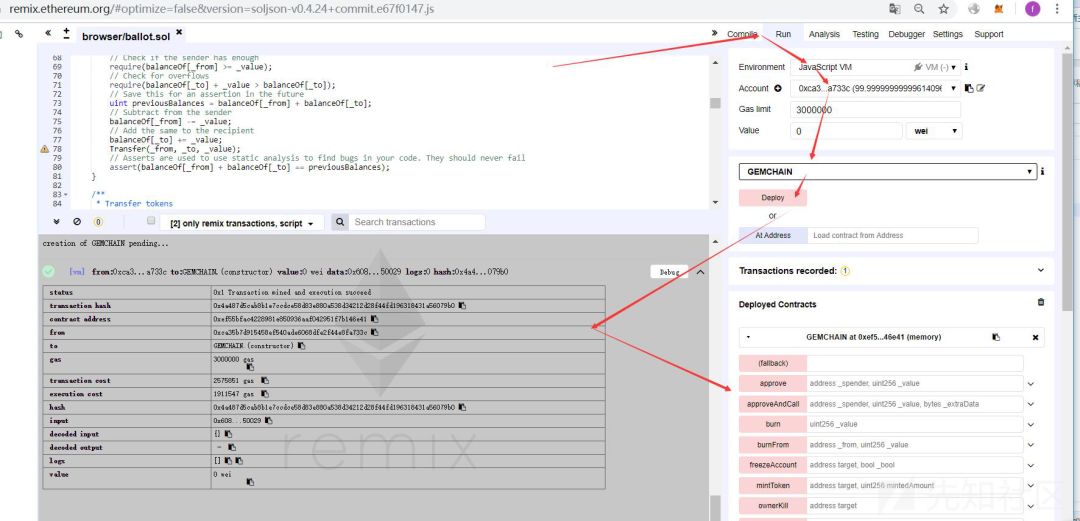 remix.ethereum.org/#optimize=false&version=soljson-v0.4.24+commit.e67f0147.js
f
browser/ballot.sol
Compile Run Analysis Testing Debugger Settings Support
68 // Check if the sender has enough
69 require(balanceOf[_from] >= _value);
70 // Check for overflows
71 require(balanceOf[_to] + _value > balanceOf[_to]);
72 // Save this for an assertion in the future
73 uint previousBalances = balanceOf[_from] + balanceOf[_to];
74 // Subtract from the sender
75 balanceOf[_from] -= _value;
76 // Add the same to the recipient
77 balanceOf[_to] += _value;
78 Transfer(_from, _to, _value);
79 // Asserts are used to use static analysis to find bugs in your code. They should never fail
80 assert(balanceOf[_from] + balanceOf[_to] == previousBalances);
81 }
82
83 /**
84 * Transfer tokens
0 [2] only remix transactions, script Search transactions
creation of GEMCHAIN pending...
[vm] from:0xca3...a733c to:GEMCHAIN.(constructor) value:0 wei data:0x608...50029 logs:0 hash:0x4a4...079b0 Debug
status 0x1 Transaction mined and execution succeed
transaction hash
contract address
from 0xca35b7d915458ef540ade6068dfe2f44e8fa733c
to GEMCHAIN.(constructor)
gas 3000000 gas
transaction cost 2575851 gas
execution cost 1911547 gas
hash
input 0x608...50029
decoded input {}
decoded output -
logs []
value 0 wei
remix
Environment JavaScript VM VM (-)
Account 0xca3...a733c (99.9999999999961409
Gas limit 3000000
Value 0 wei
GEMCHAIN
Deploy
or
At Address Load contract from Address
Transactions recorded: 1
Deployed Contracts
GEMCHAIN at 0xef5...46e41 (memory)
(fallback)
approve address _spender, uint256 _value
approveAndCall address _spender, uint256 _value, bytes _extraData
burn uint256 _value
burnFrom address _from, uint256 _value
freezeAccount address target, bool _bool
mintToken address target, uint256 mintedAmount
ownerKill address target
先知社区